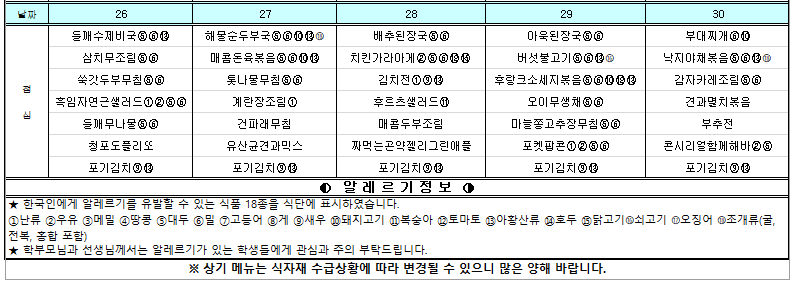 날짜 26 27 28 29 30
점심
들깨수제비국⑤⑥⑬ 해물순두부국⑤⑥⑩⑬⑱ 배추된장국⑤⑥ 아욱된장국⑤⑥ 부대찌개⑥⑩
삼치무조림⑤⑥ 매콤돈육볶음⑤⑥⑩⑬ 치킨가라아게②⑤⑥⑬⑭ 버섯불고기⑤⑥⑬⑯ 낙지야채볶음⑤⑥⑬⑱
쑥갓두부무침⑤⑥ 톳나물무침⑤⑥ 김치전①⑨⑬ 후랑크소세지볶음⑤⑥⑩⑬⑬ 감자카레조림⑤⑥
흑임자연근샐러드①②⑤⑥ 계란장조림① 후르츠샐러드⑪ 오이무생채⑤⑥ 견과멸치볶음
들깨무나물⑤⑥ 건파래무침 매콤두부조림 마늘쫑고추장무침⑤⑥ 부추전
청포도플리또 유산균견과믹스 짜먹는곤약젤리그린애플 포켓팝콘①②⑤⑥ 콘시리얼함께해바②⑤
포기김치⑨⑬ 포기김치⑨⑬ 포기김치⑨⑬ 포기김치⑨⑬ 포기김치⑨⑬
◐ 알레르기정보 ◑
★ 한국인에게 알레르기를 유발할 수 있는 식품 18종을 식단에 표시하였습니다.
①난류 ②우유 ③메밀 ④땅콩 ⑤대두 ⑥밀 ⑦고등어 ⑧게 ⑨새우 ⑩돼지고기 ⑪복숭아 ⑫토마토 ⑬아황산류 ⑭호두 ⑮닭고기⑯쇠고기 ⑰오징어 ⑱조개류(굴,
전복, 홍합 포함)
★ 학부모님과 선생님께서는 알레르기가 있는 학생들에게 관심과 주의 부탁드립니다.
※ 상기 메뉴는 식자재 수급상황에 따라 변경될 수 있으니 많은 양해 바랍니다.